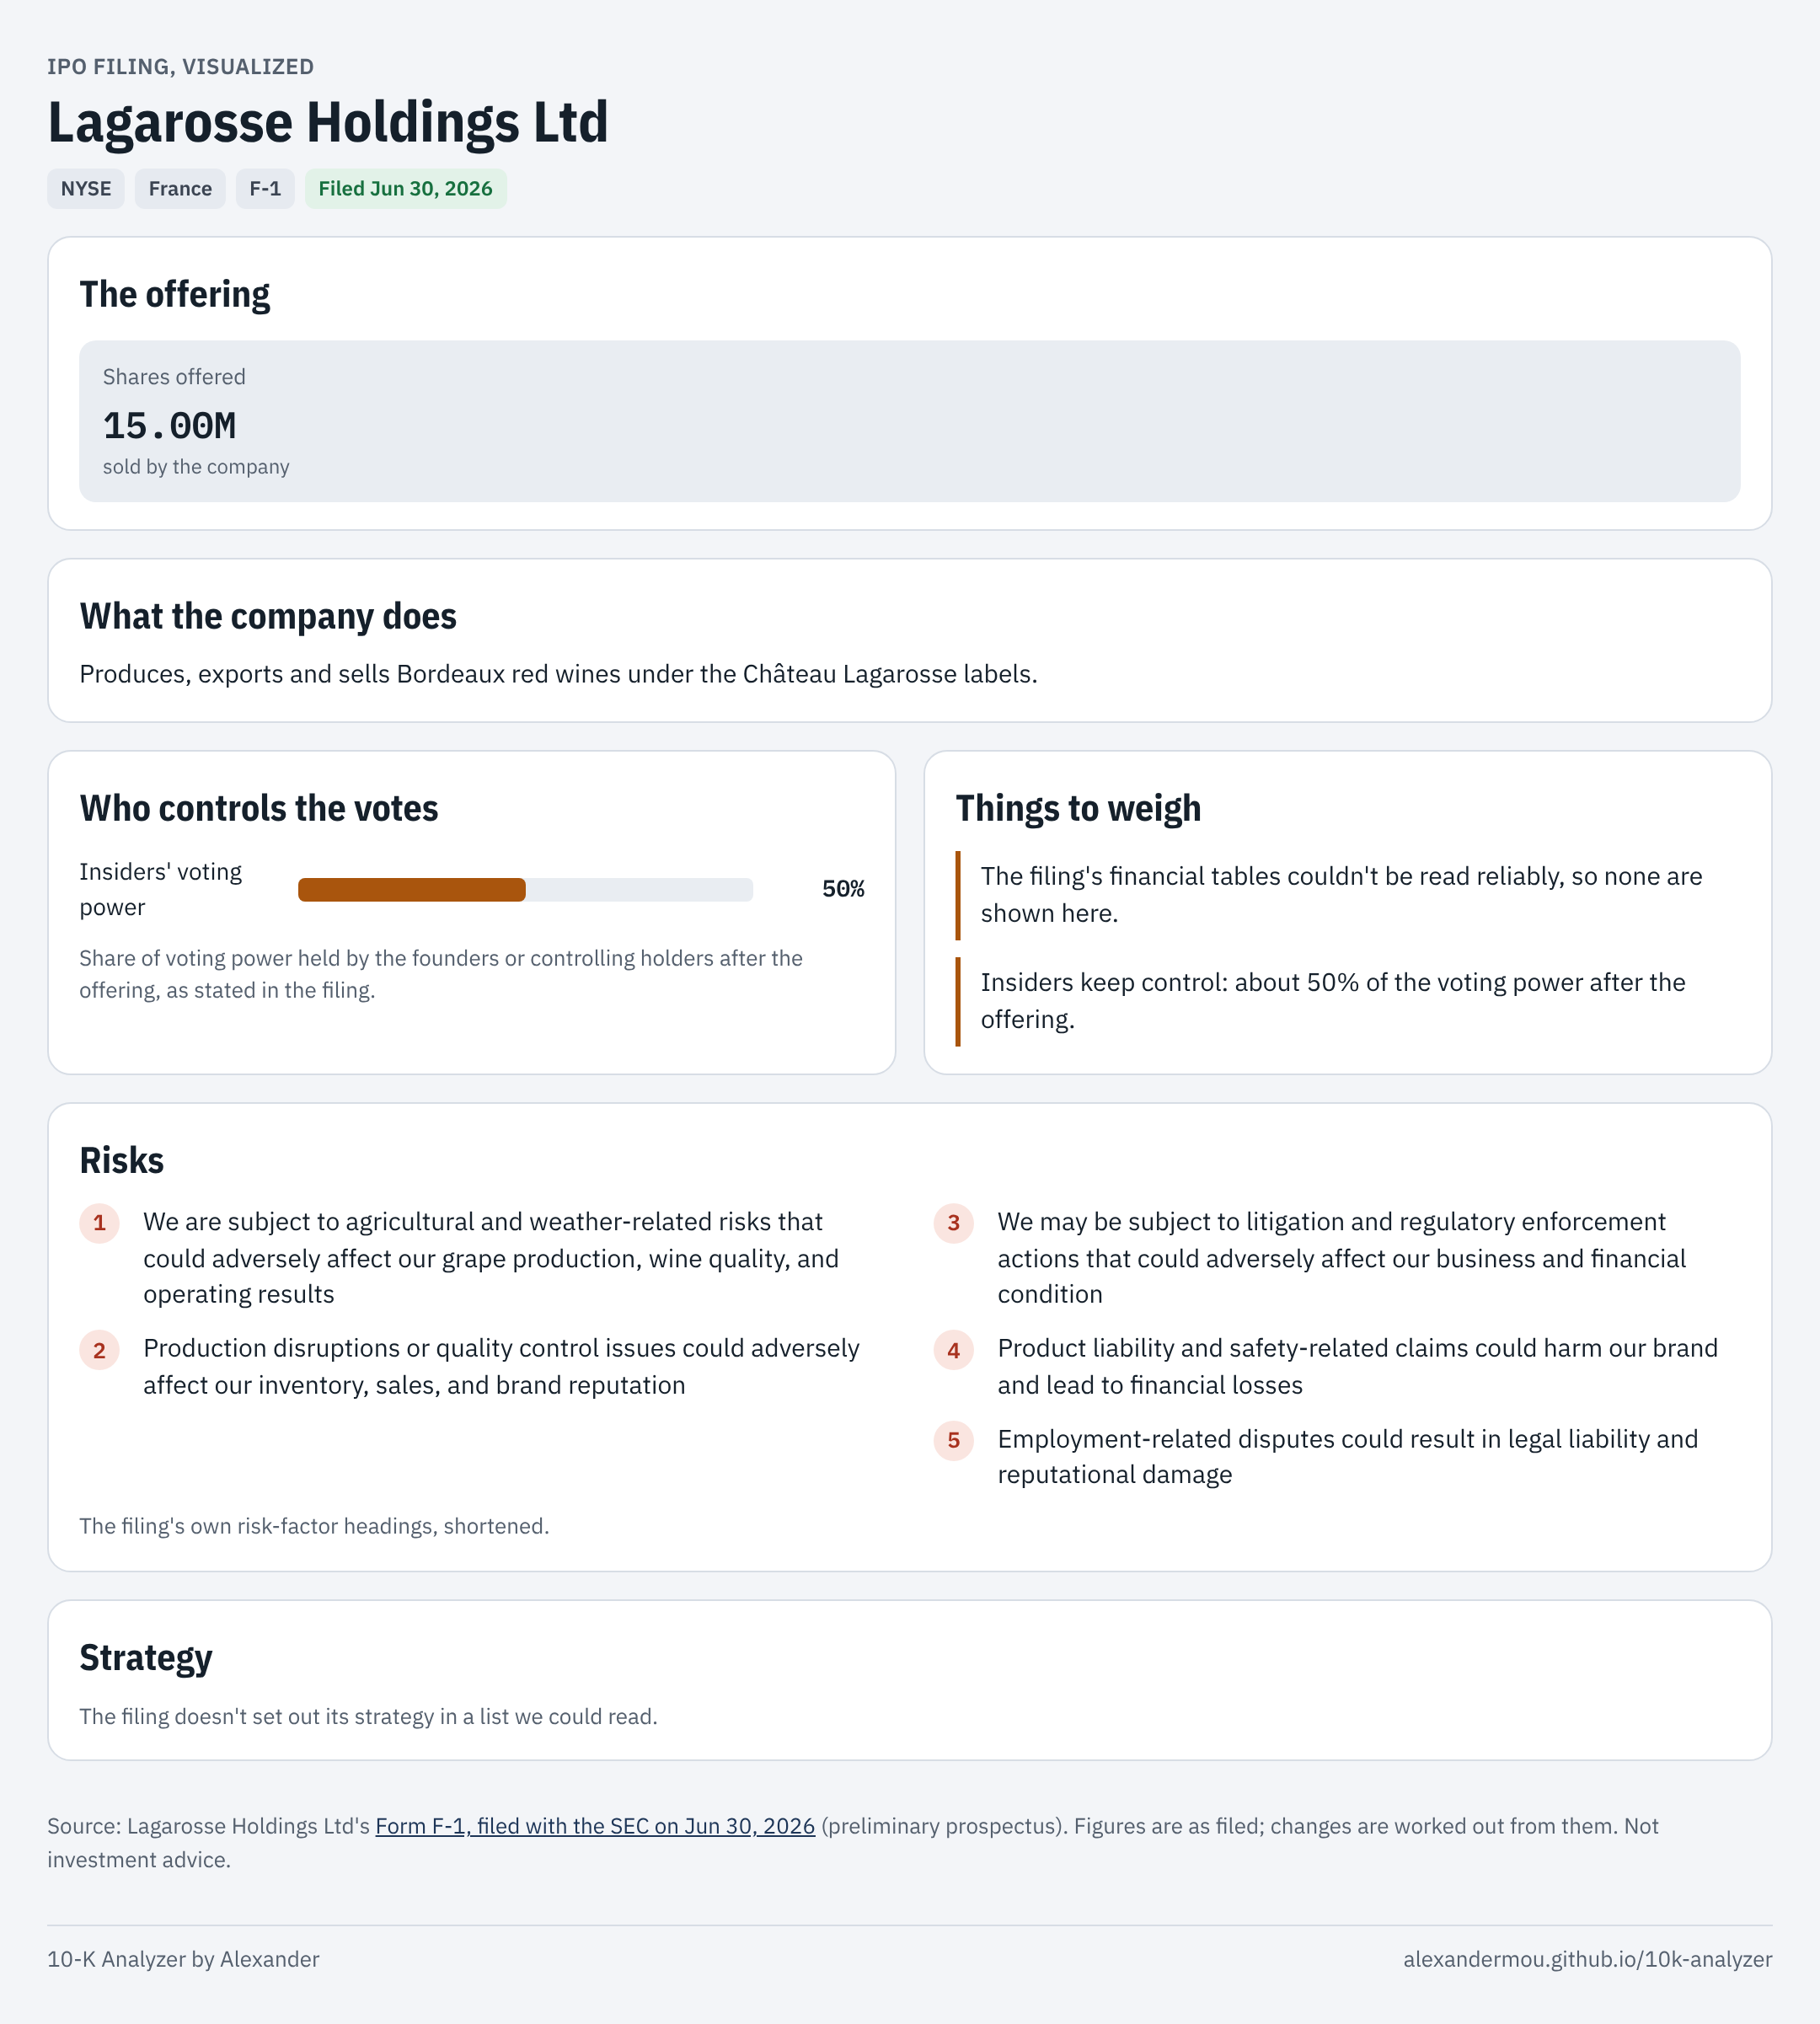 IPO FILING, VISUALIZED
Lagarosse Holdings Ltd
NYSE France F-1 Filed Jun 30, 2026
The offering
Shares offered
15.00M
sold by the company
What the company does
Produces, exports and sells Bordeaux red wines under the Château Lagarosse labels.
Who controls the votes
Insiders' voting
power
50%
Share of voting power held by the founders or controlling holders after the
offering, as stated in the filing.
Things to weigh
The filing's financial tables couldn't be read reliably, so none are
shown here.
Insiders keep control: about 50% of the voting power after the
offering.
Risks
1 We are subject to agricultural and weather-related risks that
could adversely affect our grape production, wine quality, and
operating results
2 Production disruptions or quality control issues could adversely
affect our inventory, sales, and brand reputation
3 We may be subject to litigation and regulatory enforcement
actions that could adversely affect our business and financial
condition
4 Product liability and safety-related claims could harm our brand
and lead to financial losses
5 Employment-related disputes could result in legal liability and
reputational damage
The filing's own risk-factor headings, shortened.
Strategy
The filing doesn't set out its strategy in a list we could read.
Source: Lagarosse Holdings Ltd's Form F-1, filed with the SEC on Jun 30, 2026 (preliminary prospectus). Figures are as filed; changes are worked out from them. Not
investment advice.
10-K Analyzer by Alexander
alexandermou.github.io/10k-analyzer